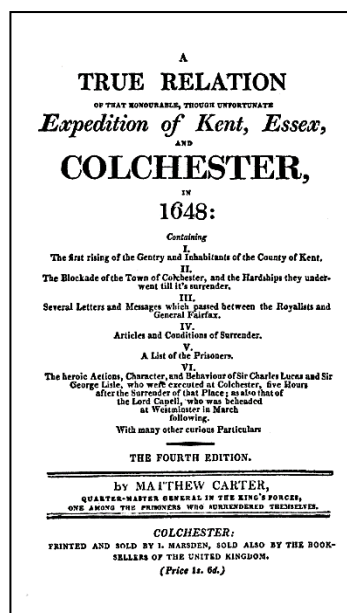 A
TRUE RELATION
OF THAT HONOURABLE, THOUGH UNFORTUNATE
Expedition of Kent, Essex,
AND
COLCHESTER,
IN
1648:
Containing
I.
The first rising of the Gentry and Inhabitants of the County of Kent.
II.
The Blockade of the Town of Colchester, and the Hardships they under-
went till it's surrender.
III.
Several Letters and Messages which passed between the Royalists and
General Fairfax.
IV.
Articles and Conditions of Surrender.
V.
A List of the Prisoners.
VI.
The heroic Actions, Character, and Behaviour of Sir Charles Lucas and Sir
George Lisle, who weft executed at Colchester, five Hours
after the Surrender of that Place; as also that of
the Lord Capell, who was beheaded
at Westminster in March
following.
With many other curious Particulars
THE FOURTH EDITION.
by MATTHEW CARTER,
QUARTER-MASTER GENERAL IN THE KING'S FORCES,
ONE AMONG THE PRISONERS WHO SURRENDERED THEMSELVES.
COLCHESTER:
PRINTED AND SOLD BY I. MARSDEN, SOLD ALSO BY THE BOOK-
SELLERS OF THE UNITED KINGDOM.
(Price 1s. 6d.)